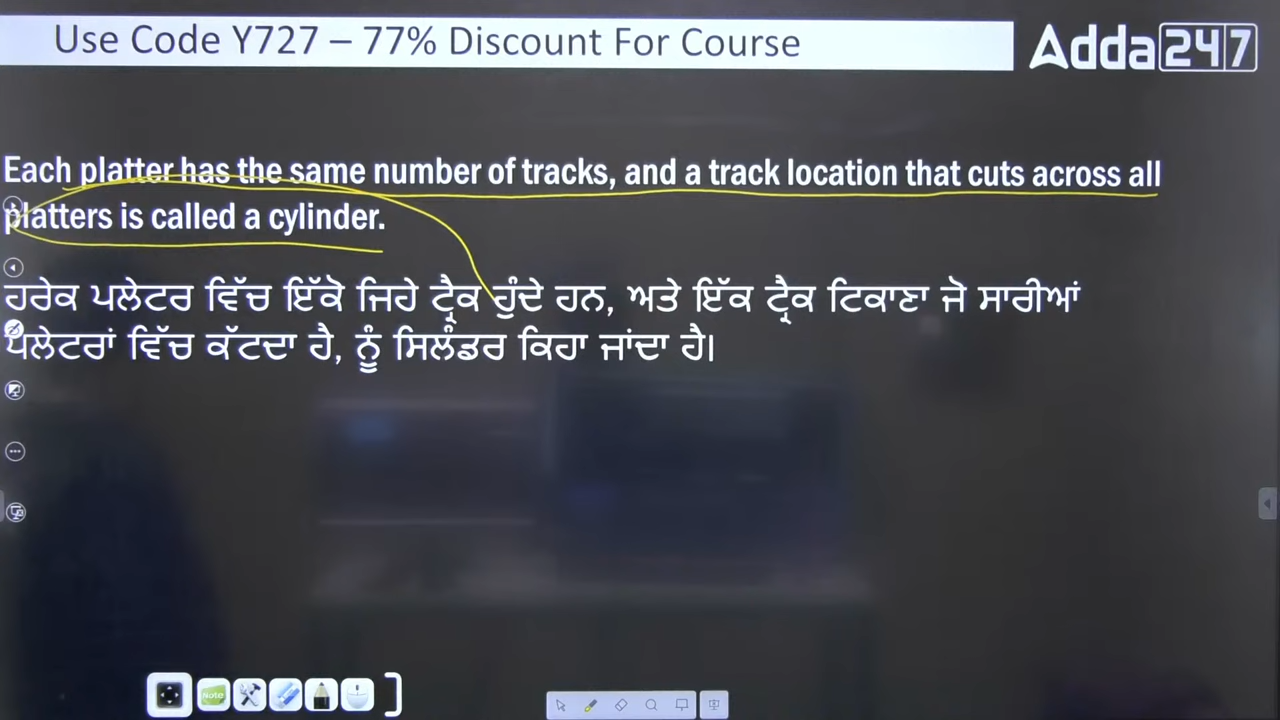 Use Code Y727 – 77% Discount For Course
Adda247
Each platter has the same number of tracks, and a track location that cuts across all
platters is called a cylinder.
ਹਰੇਕ ਪਲੇਟਰ ਵਿੱਚ ਇੱਕੋ ਜਿਹੇ ਟ੍ਰੈਕ ਹੁੰਦੇ ਹਨ, ਅਤੇ ਇੱਕ ਟ੍ਰੈਕ ਟਿਕਾਣਾ ਜੋ ਸਾਰੀਆਂ
ਪਲੇਟਰਾਂ ਵਿੱਚ ਕੱਟਦਾ ਹੈ, ਨੂੰ ਸਿਲੰਡਰ ਕਿਹਾ ਜਾਂਦਾ ਹੈ।
Note